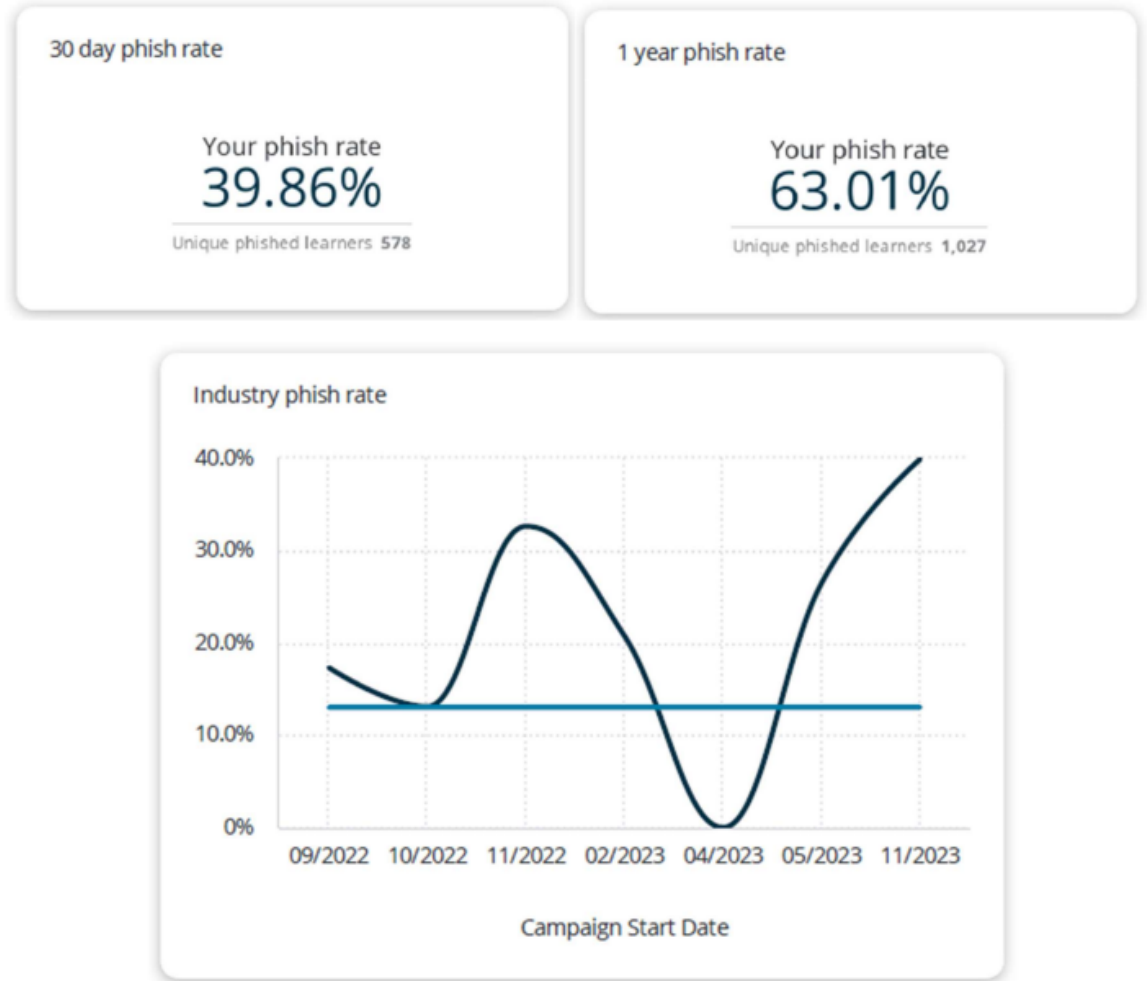 30 day phish rate
Your phish rate
39.86%
Unique phished learners 578
1 year phish rate
Your phish rate
63.01%
Unique phished learners 1,027
Industry phish rate
40.0%
30.0%
20.0%
10.0%
0%
09/2022 10/2022 11/2022 02/2023 04/2023 05/2023 11/2023
Campaign Start Date